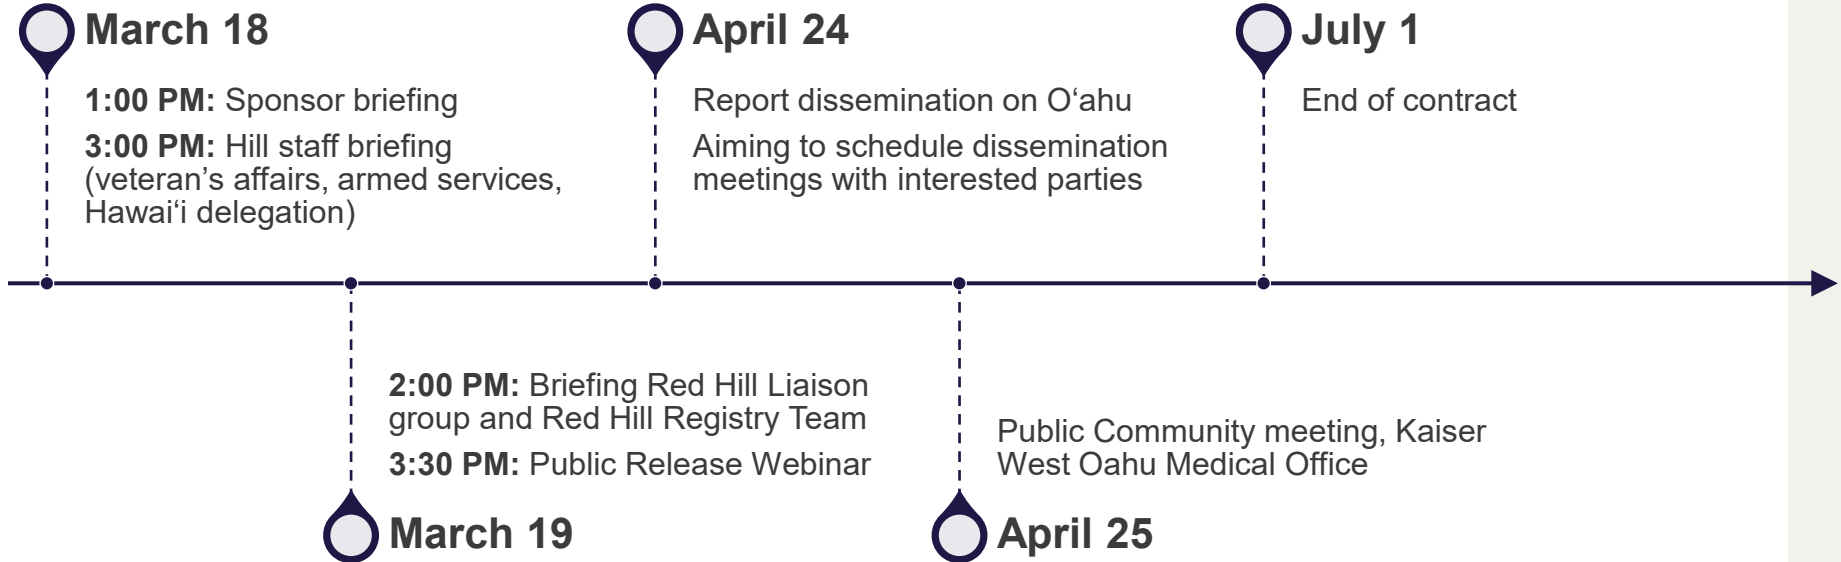 March 18
1:00 PM: Sponsor briefing
3:00 PM: Hill staff briefing
(veteran’s affairs, armed services,
Hawai‘i delegation)
April 24
Report dissemination on O‘ahu
Aiming to schedule dissemination
meetings with interested parties
July 1
End of contract
2:00 PM: Briefing Red Hill Liaison
group and Red Hill Registry Team
3:30 PM: Public Release Webinar
March 19
Public Community meeting, Kaiser
West Oahu Medical Office
April 25